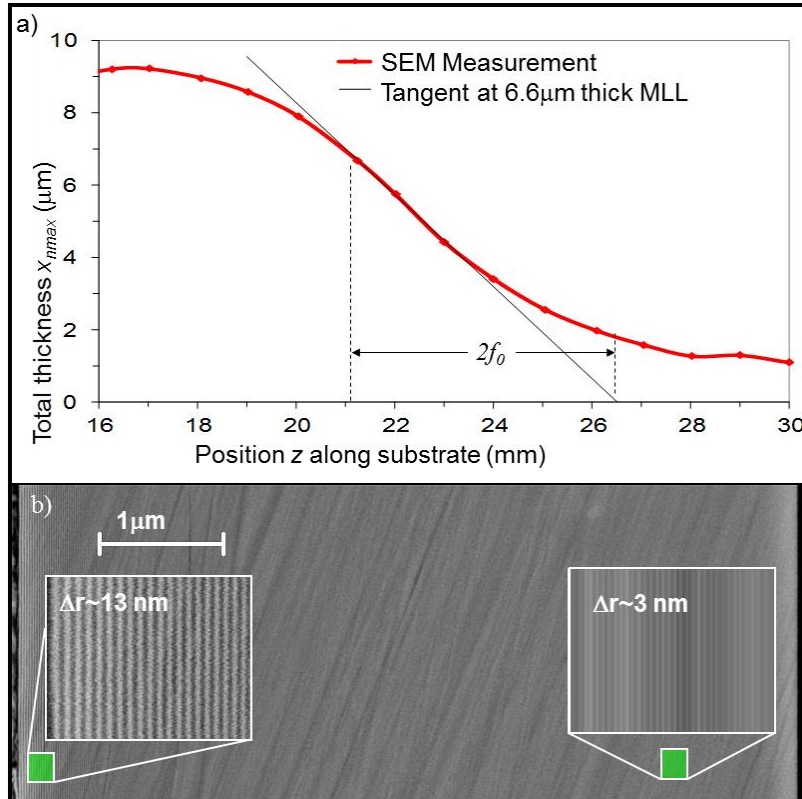 a)
10
8
6
4
2
0
Total thickness x_nmax (μm)
SEM Measurement
Tangent at 6.6μm thick MLL
2f₀
16 18 20 22 24 26 28 30
Position z along substrate (mm)
b)
1μm
Δr~13 nm
Δr~3 nm